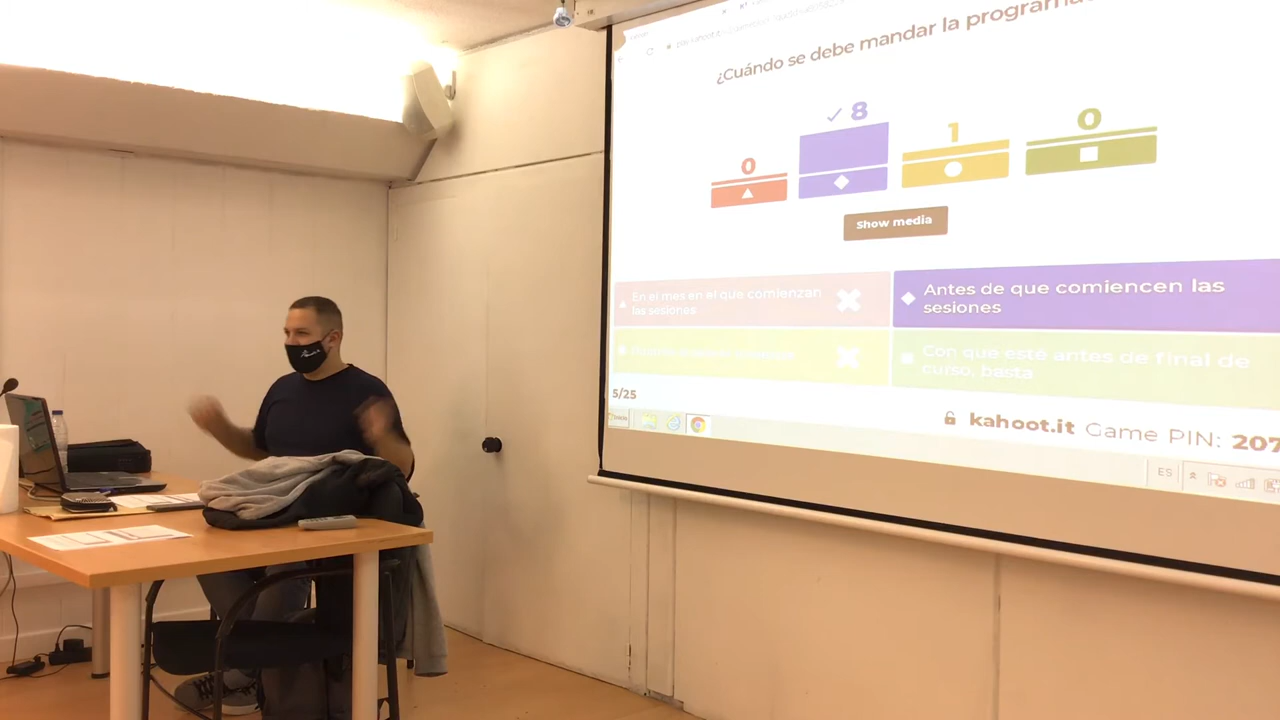 ¿Cuándo se debe mandar la
0
✓ 8
1
0
Show media
En el mes en el que comienzan
las sesiones
Antes de que comiencen las
sesiones
Con que esté antes de final de
curso, basta
5/25
kahoot.it Game PIN: 207
ES